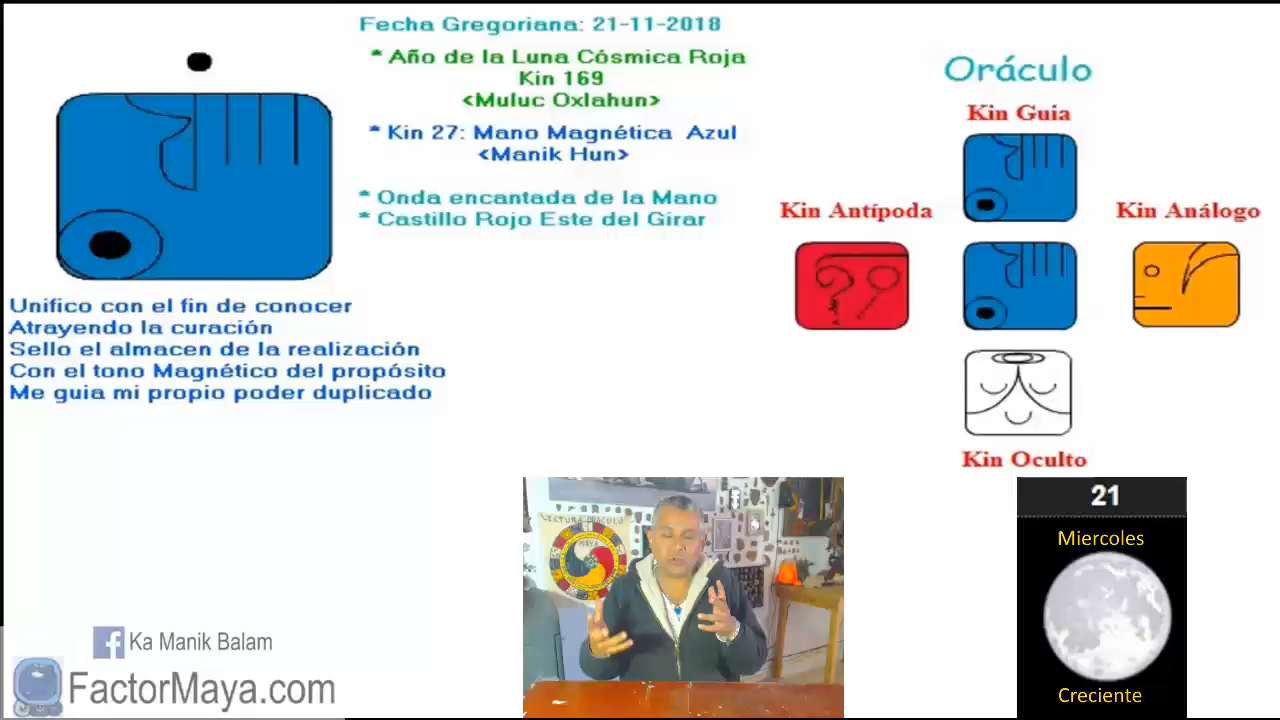 Fecha Gregoriana: 21-11-2018
* Año de la Luna Cósmica Roja
Kin 169
<Muluc Oxlahun>
* Kin 27: Mano Magnética Azul
<Manik Hun>
* Onda encantada de la Mano
* Castillo Rojo Este del Girar
Unifico con el fin de conocer
Atrayendo la curación
Sello el almacen de la realización
Con el tono Magnético del propósito
Me guia mi propio poder duplicado
Oráculo
Kin Guia
Kin Antípoda
Kin Análogo
Kin Oculto
LECTURA ORACULO
MAYA
21
Miercoles
Creciente
Ka Manik Balam
FactorMaya.com